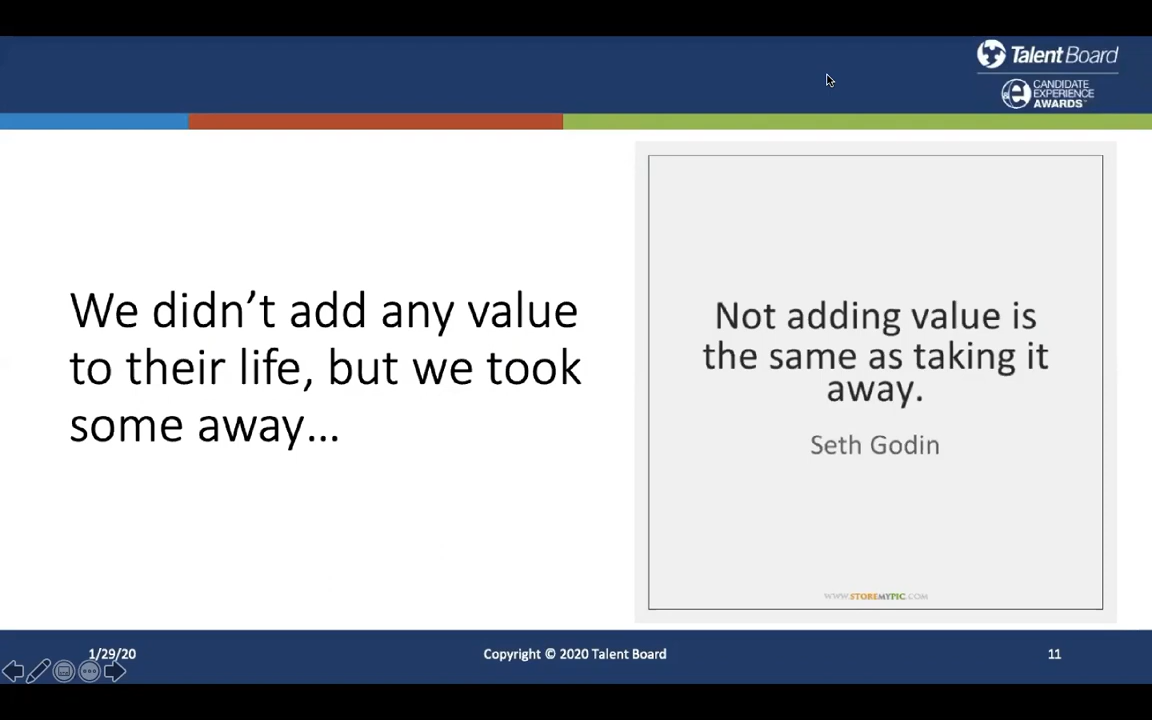 Talent Board
CANDIDATE
EXPERIENCE
AWARDS™
We didn’t add any value
to their life, but we took
some away…
Not adding value is
the same as taking it
away.
Seth Godin
WWW.STOREMYPIC.COM
1/29/20
Copyright © 2020 Talent Board
11